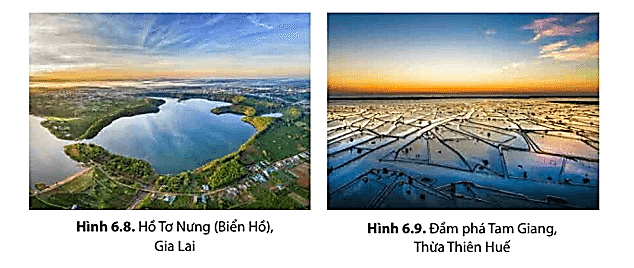 Hình 6.8. Hồ Tơ Nưng (Biển Hồ),
Gia Lai
Hình 6.9. Đầm phá Tam Giang,
Thừa Thiên Huế